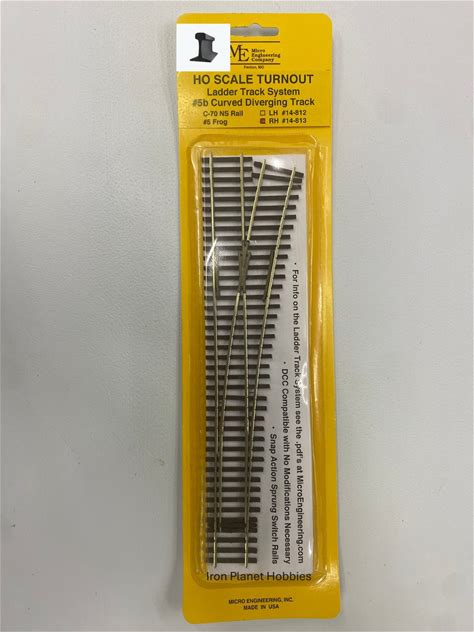 ME Micro
Engineering
Company
Fenton, MO
HO SCALE TURNOUT
Ladder Track System
#5b Curved Diverging Track
C-70 NS Rail LH #14-812
#5 Frog RH #14-813
• For Info on the Ladder Track System see the .pdf's at MicroEngineering.com
• DCC Compatible with No Modifications Necessary
• Snap Action Sprung Switch Rails
Iron Planet Hobbies
MICRO ENGINEERING, INC.
MADE IN USA